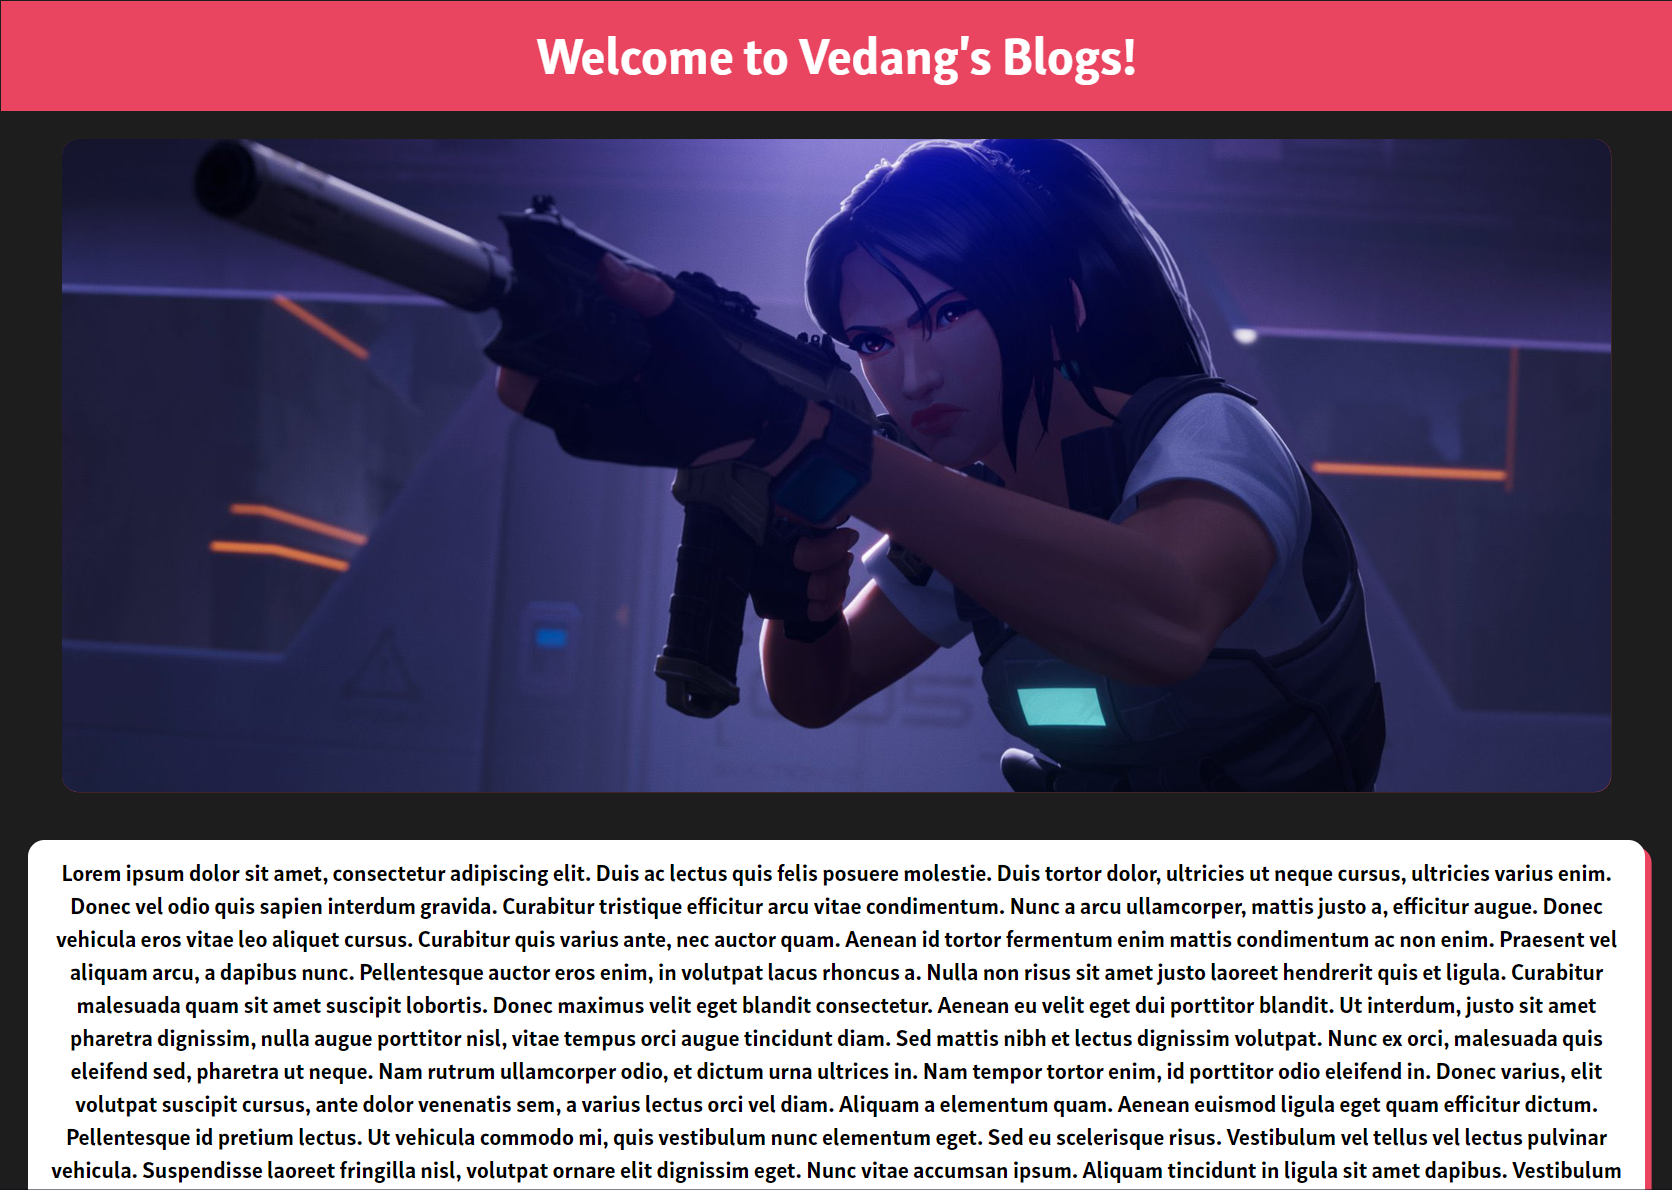 Welcome to Vedang's Blogs!
Lorem ipsum dolor sit amet, consectetur adipiscing elit. Duis ac lectus quis felis posuere molestie. Duis tortor dolor, ultricies ut neque cursus, ultricies varius enim.
Donec vel odio quis sapien interdum gravida. Curabitur tristique efficitur arcu vitae condimentum. Nunc a arcu ullamcorper, mattis justo a, efficitur augue. Donec
vehicula eros vitae leo aliquet cursus. Curabitur quis varius ante, nec auctor quam. Aenean id tortor fermentum enim mattis condimentum ac non enim. Praesent vel
aliquam arcu, a dapibus nunc. Pellentesque auctor eros enim, in volutpat lacus rhoncus a. Nulla non risus sit amet justo laoreet hendrerit quis et ligula. Curabitur
malesuada quam sit amet suscipit lobortis. Donec maximus velit eget blandit consectetur. Aenean eu velit eget dui porttitor blandit. Ut interdum, justo sit amet
pharetra dignissim, nulla augue porttitor nisl, vitae tempus orci augue tincidunt diam. Sed mattis nibh et lectus dignissim volutpat. Nunc ex orci, malesuada quis
eleifend sed, pharetra ut neque. Nam rutrum ullamcorper odio, et dictum urna ultrices in. Nam tempor tortor enim, id porttitor odio eleifend in. Donec varius, elit
volutpat suscipit cursus, ante dolor venenatis sem, a varius lectus orci vel diam. Aliquam a elementum quam. Aenean euismod ligula eget quam efficitur dictum.
Pellentesque id pretium lectus. Ut vehicula commodo mi, quis vestibulum nunc elementum eget. Sed eu scelerisque risus. Vestibulum vel tellus vel lectus pulvinar
vehicula. Suspendisse laoreet fringilla nisl, volutpat ornare elit dignissim eget. Nunc vitae accumsan ipsum. Aliquam tincidunt in ligula sit amet dapibus. Vestibulum